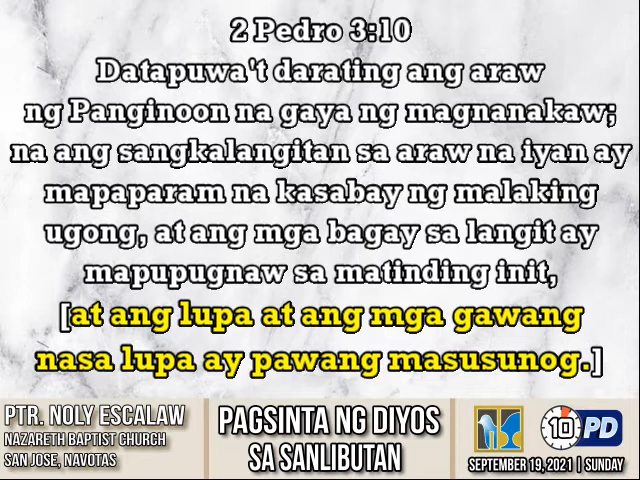 2 Pedro 3:10
Datapuwa't darating ang araw
ng Panginoon na gaya ng magnanakaw;
na ang sangkalangitan sa araw na iyan ay
mapaparam na kasabay ng malaking
ugong, at ang mga bagay sa langit ay
mapupugnaw sa matinding init,
[at ang lupa at ang mga gawang
nasa lupa ay pawang masusunog.]
PTR. NOLY ESCALAW
NAZARETH BAPTIST CHURCH
SAN JOSE, NAVOTAS
PAGSINTA NG DIYOS
SA SANLIBUTAN
10 PD
SEPTEMBER 19, 2021 | SUNDAY